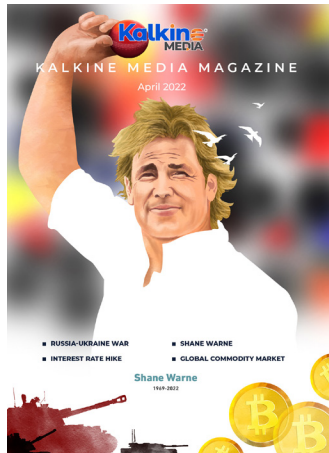 Kalkine
MEDIA
KALKINE MEDIA MAGAZINE
April 2022
RUSSIA-UKRAINE WAR
SHANE WARNE
INTEREST RATE HIKE
GLOBAL COMMODITY MARKET
Shane Warne
1969-2022